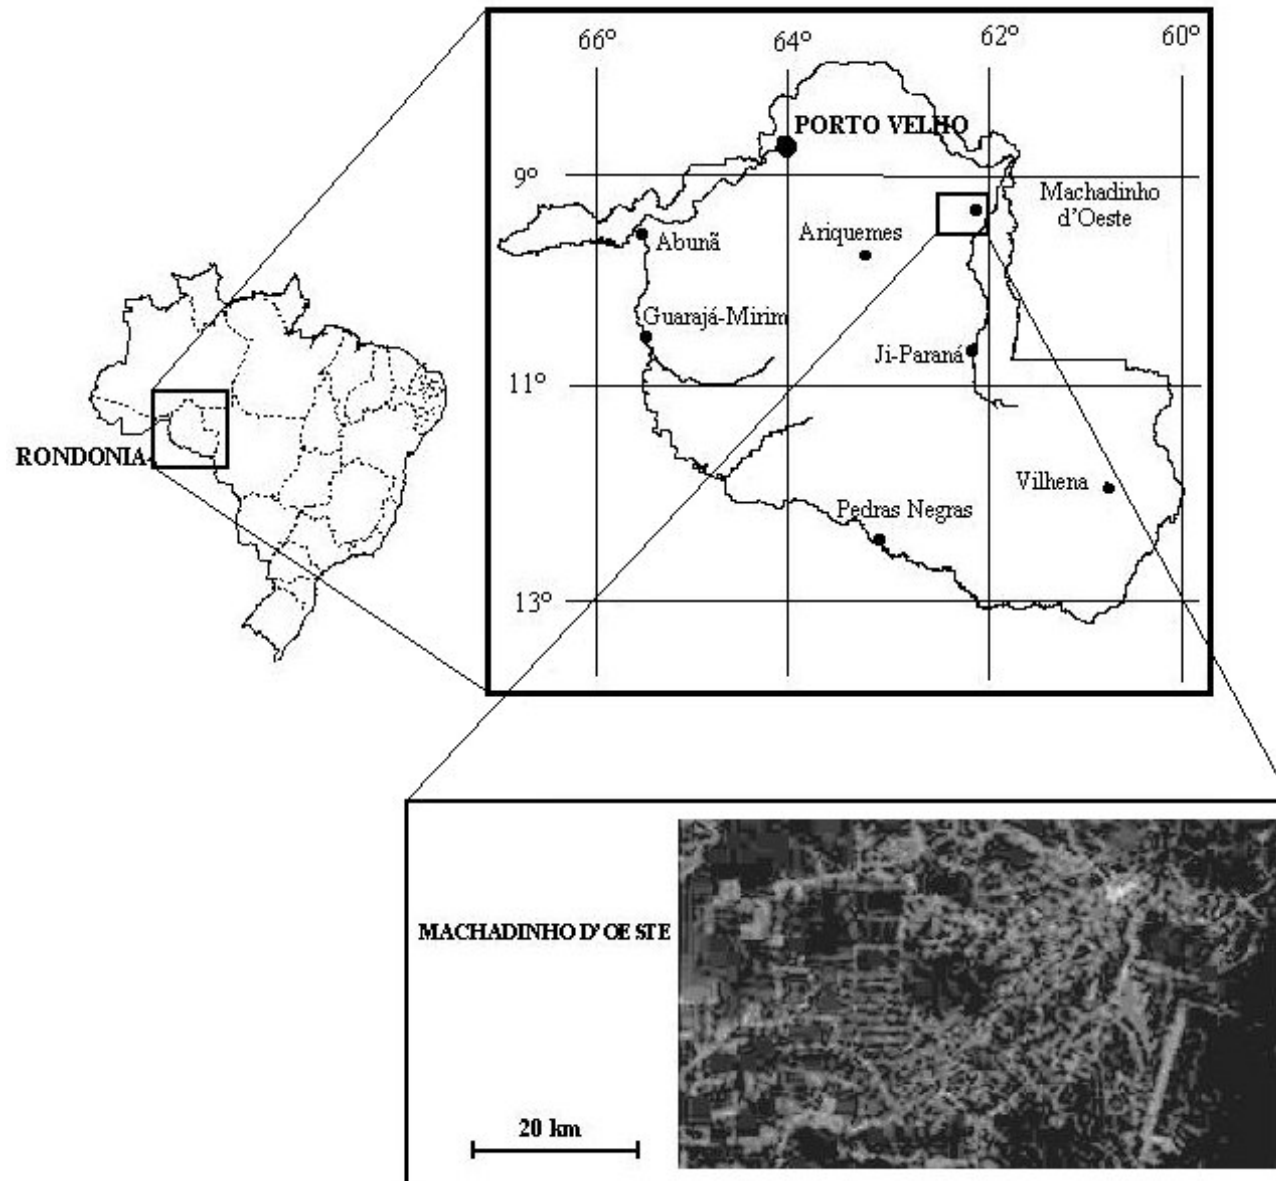 66° 64° 62° 60°
PORTO VELHO
9°
Machadinho
d'Oeste
Abunã
Ariquemes
Guarajá-Mirim
Ji-Paraná
11°
RONDONIA
Vilhena
Pedras Negras
13°
MACHADINHO D'OESTE
20 km